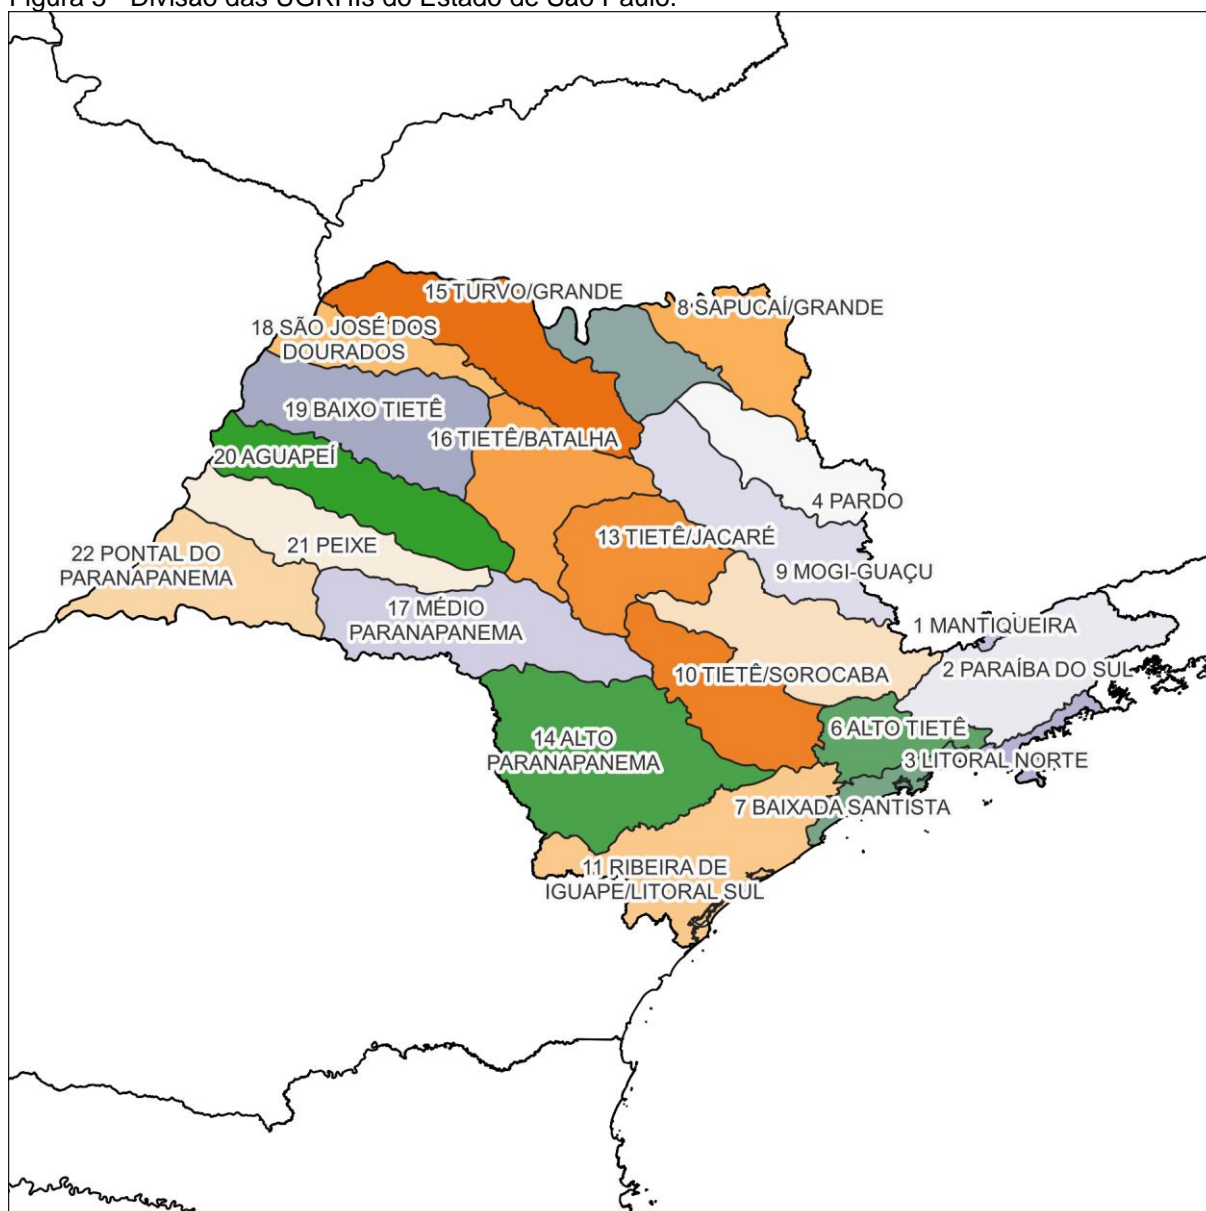 Figura 5 - Divisão das UGRHIs do Estado de São Paulo.
15 TURVO/GRANDE
8 SAPUCAÍ/GRANDE
18 SÃO JOSÉ DOS
DOURADOS
19 BAIXO TIETÊ
16 TIETÊ/BATALHA
20 AGUAPEÍ
4 PARDO
13 TIETÊ/JACARÉ
21 PEIXE
22 PONTAL DO
PARANAPANEMA
9 MOGI-GUAÇU
17 MÉDIO
PARANAPANEMA
1 MANTIQUEIRA
2 PARAÍBA DO SUL
10 TIETÊ/SOROCABA
6 ALTO TIETÊ
14 ALTO
PARANAPANEMA
3 LITORAL NORTE
7 BAIXADA SANTISTA
11 RIBEIRA DE
IGUAPE/LITORAL SUL